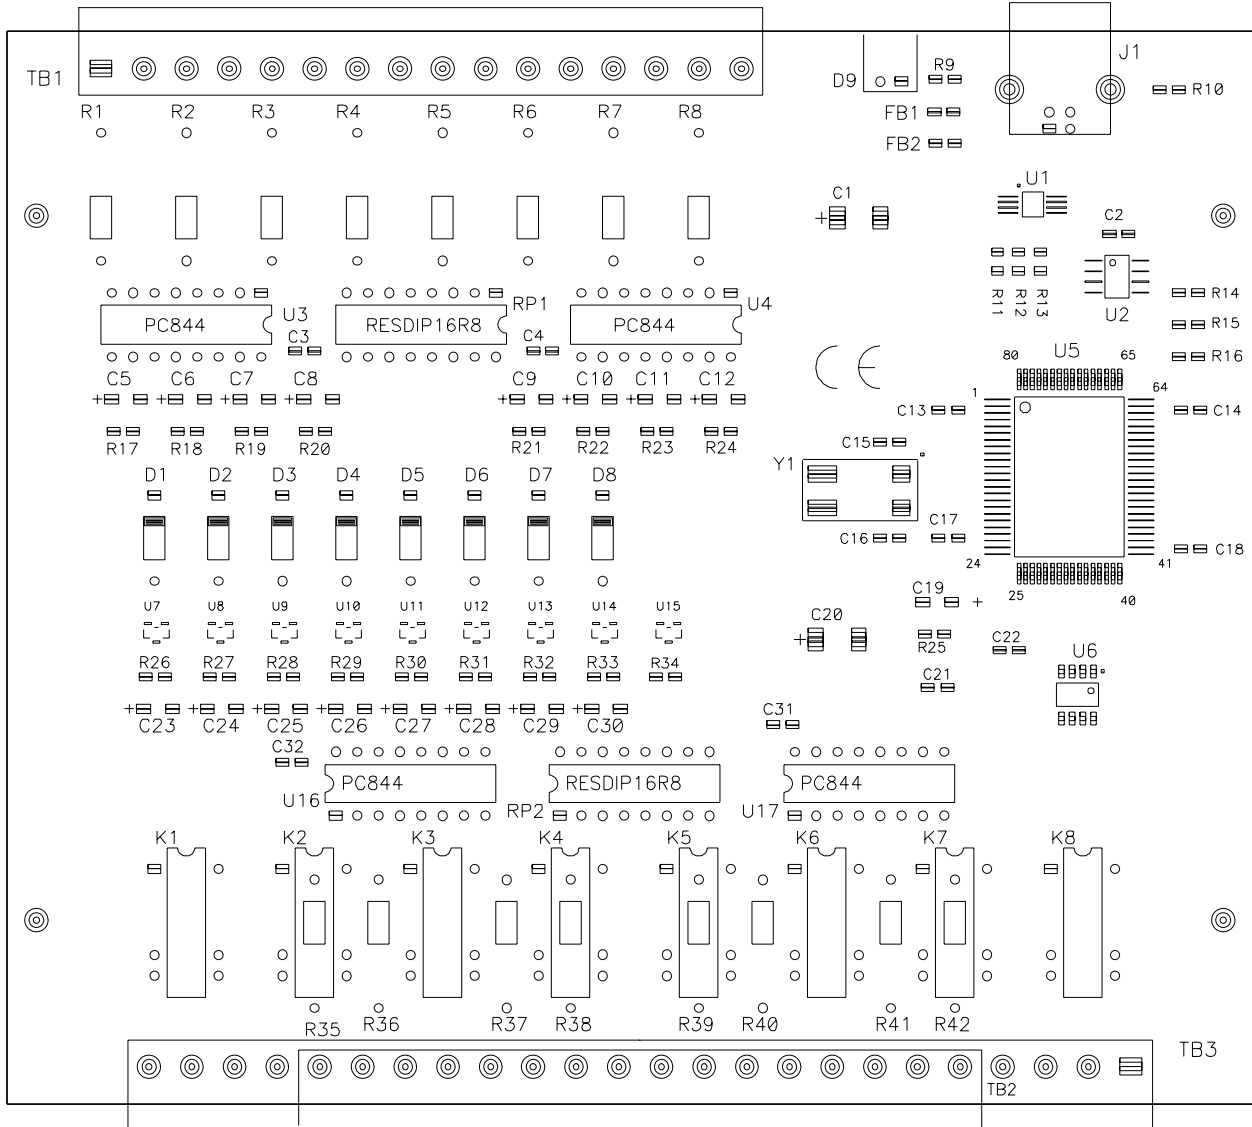 TB1
D9
R9
J1
R10
R1 R2 R3 R4 R5 R6 R7 R8
FB1
FB2
U1
C1
C2
R11 R12 R13
U2
R14
R15
R16
U3
PC844
RP1
RESDIP16R8
U4
PC844
C3
C4
CE
U5
80 65
1 64
24 41
25 40
C5 C6 C7 C8 C9 C10 C11 C12
+ + + + + + + +
C13
C14
R17 R18 R19 R20 R21 R22 R23 R24
C15
Y1
D1 D2 D3 D4 D5 D6 D7 D8
C16
C17
C18
U7 U8 U9 U10 U11 U12 U13 U14 U15
C19
+
C20
+
R25
C22
U6
R26 R27 R28 R29 R30 R31 R32 R33 R34
C21
+ + + + + + + +
C23 C24 C25 C26 C27 C28 C29 C30
C31
C32
U16
PC844
RP2
RESDIP16R8
U17
PC844
K1 K2 K3 K4 K5 K6 K7 K8
R35 R36 R37 R38 R39 R40 R41 R42
TB3
TB2